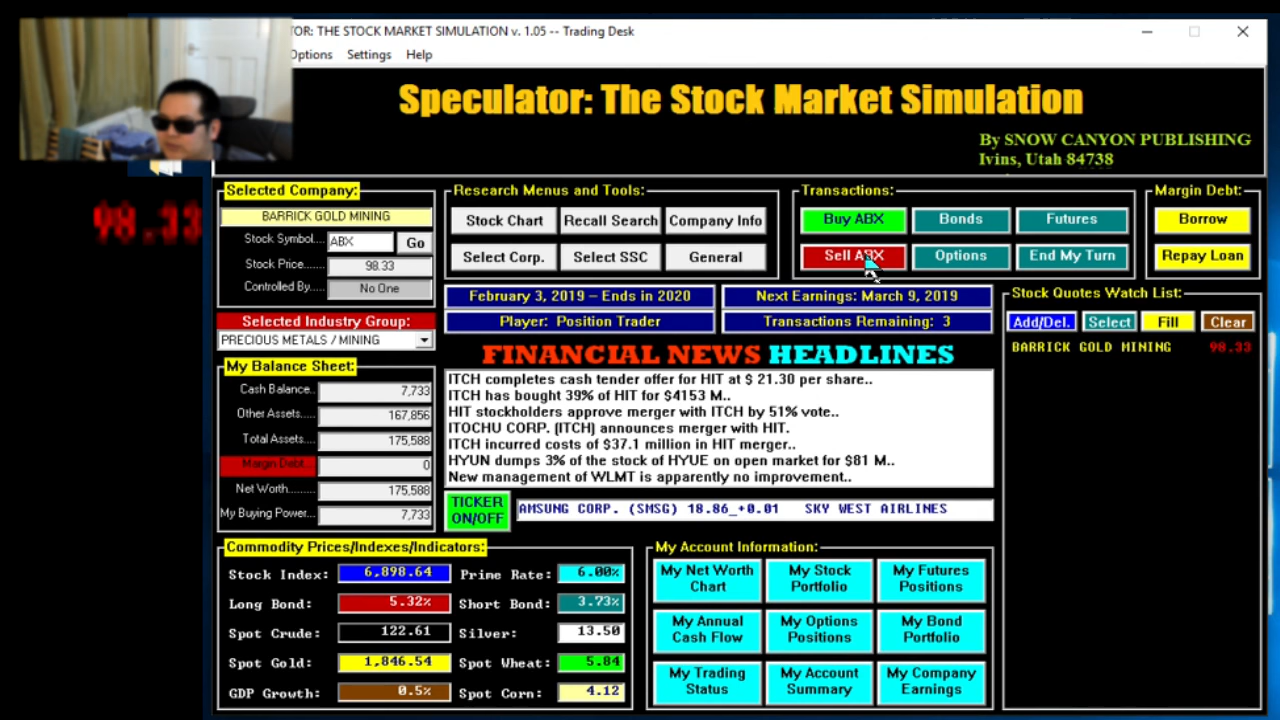 TOR: THE STOCK MARKET SIMULATION v. 1.05 -- Trading Desk
Options Settings Help
Speculator: The Stock Market Simulation
By SNOW CANYON PUBLISHING
Ivins, Utah 84738
98.33
Selected Company:
BARRICK GOLD MINING
Stock Symbol.... ABX Go
Stock Price....... 98.33
Controlled By.... No One
Selected Industry Group:
PRECIOUS METALS / MINING
My Balance Sheet:
Cash Balance.. 7,733
Other Assets.... 167,856
Total Assets.... 175,588
Margin Debt... 0
Net Worth........ 175,588
My Buying Power... 7,733
Research Menus and Tools:
Stock Chart Recall Search Company Info
Select Corp. Select SSC General
Transactions:
Buy ABX Bonds Futures
Sell ABX Options End My Turn
Margin Debt:
Borrow
Repay Loan
February 3, 2019 – Ends in 2020 Next Earnings: March 9, 2019
Player: Position Trader Transactions Remaining: 3
FINANCIAL NEWS HEADLINES
ITCH completes cash tender offer for HIT at $ 21.30 per share..
ITCH has bought 39% of HIT for $4153 M..
HIT stockholders approve merger with ITCH by 51% vote..
ITOCHU CORP. (ITCH) announces merger with HIT.
ITCH incurred costs of $37.1 million in HIT merger..
HYUN dumps 3% of the stock of HYUE on open market for $81 M..
New management of WLMT is apparently no improvement..
TICKER
ON/OFF
AMSUNG CORP. (SMSG) 18.86_+0.01 SKY WEST AIRLINES
Stock Quotes Watch List:
Add/Del. Select Fill Clear
BARRICK GOLD MINING 98.33
Commodity Prices/Indexes/Indicators:
Stock Index: 6,898.64 Prime Rate: 6.00%
Long Bond: 5.32% Short Bond: 3.73%
Spot Crude: 122.61 Silver: 13.50
Spot Gold: 1,846.54 Spot Wheat: 5.84
GDP Growth: 0.5% Spot Corn: 4.12
My Account Information:
My Net Worth
Chart
My Stock
Portfolio
My Futures
Positions
My Annual
Cash Flow
My Options
Positions
My Bond
Portfolio
My Trading
Status
My Account
Summary
My Company
Earnings